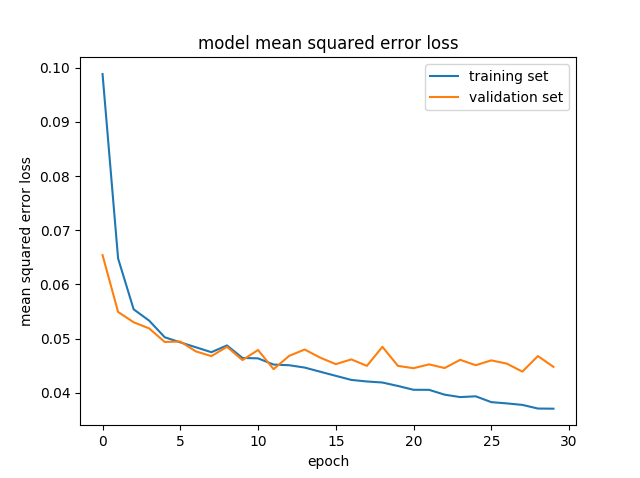 model mean squared error loss
training set
validation set
mean squared error loss
0.10
0.09
0.08
0.07
0.06
0.05
0.04
0 5 10 15 20 25 30
epoch